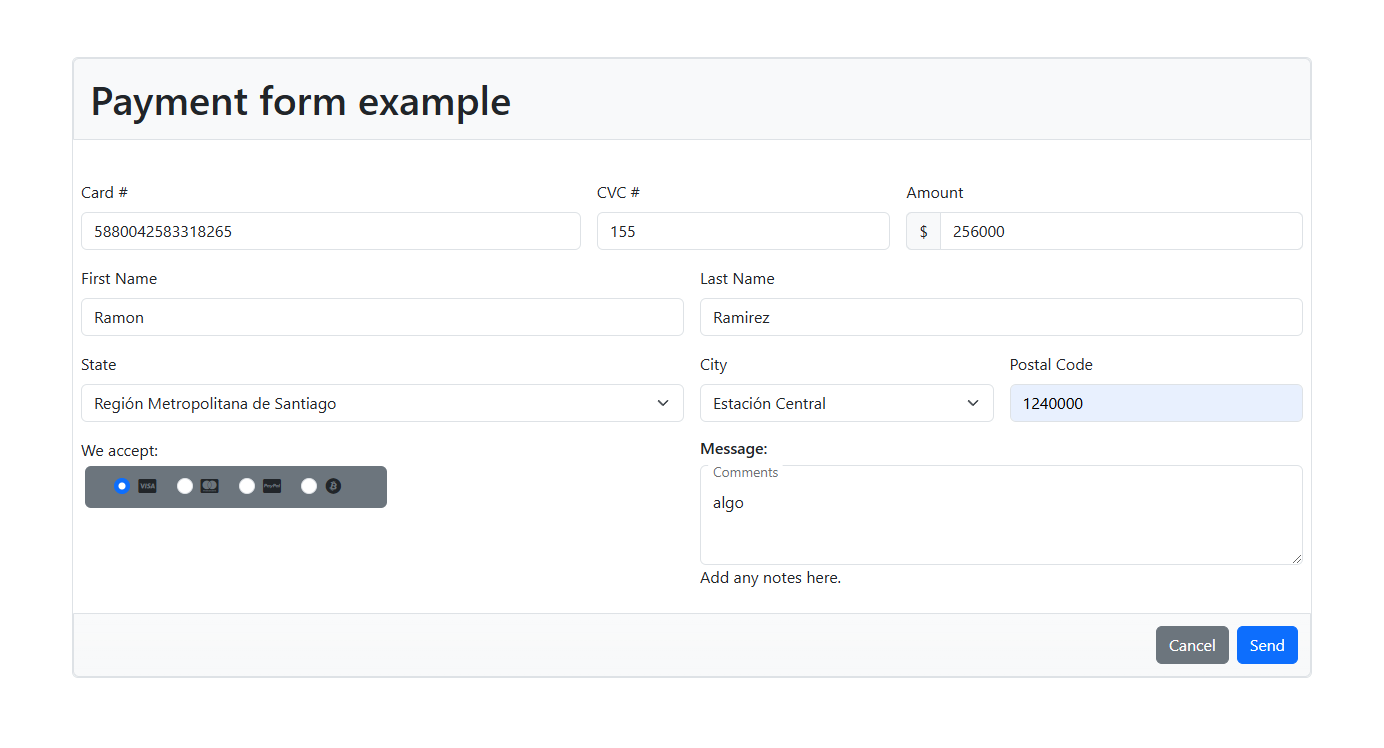 Payment form example
Card # CVC # Amount
5880042583318265 155 $ 256000
First Name Last Name
Ramon Ramirez
State City Postal Code
Región Metropolitana de Santiago Estación Central 1240000
We accept: Message:
Comments
VISA PayPal
algo
Add any notes here.
Cancel Send